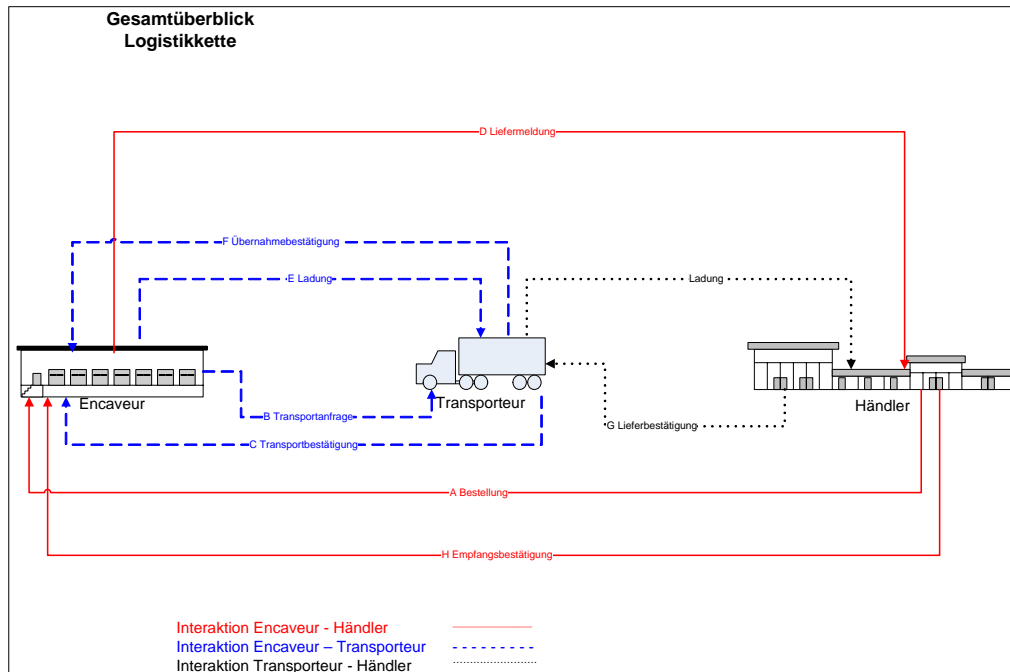 Gesamtüberblick
Logistikkette
D Liefermeldung
F Übernahmebestätigung
E Ladung
Ladung
Encaveur
Transporteur
Händler
B Transportanfrage
G Lieferbestätigung
C Transportbestätigung
A Bestellung
H Empfangsbestätigung
Interaktion Encaveur - Händler
Interaktion Encaveur – Transporteur
Interaktion Transporteur - Händler